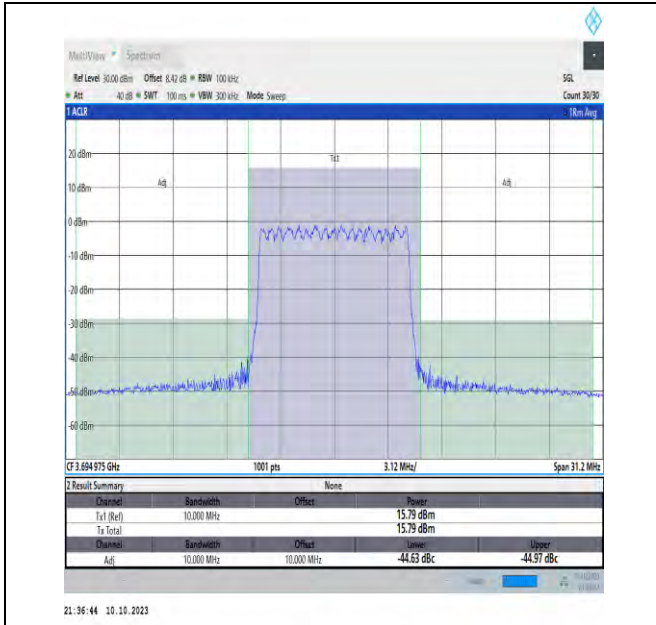 MultiView Spectrum
Ref Level 30.00 dBm Offset 8.42 dB RBW 100 kHz SGL
Att 40 dB SWT 100 ms VBW 300 kHz Mode Sweep Count 30/30
1 ACLR 1Rm Avg
Tx1
20 dBm
Adj Adj
10 dBm
0 dBm
-10 dBm
-20 dBm
-30 dBm
-40 dBm
-50 dBm
-60 dBm
CF 3.694 975 GHz 1001 pts 3.12 MHz/ Span 31.2 MHz
2 Result Summary None
Channel Bandwidth Offset Power
Tx1 (Ref) 10.000 MHz 15.79 dBm
Tx Total 15.79 dBm
Channel Bandwidth Offset Lower Upper
Adj 10.000 MHz 10.000 MHz -44.63 dBc -44.97 dBc
21:36:44 10.10.2023